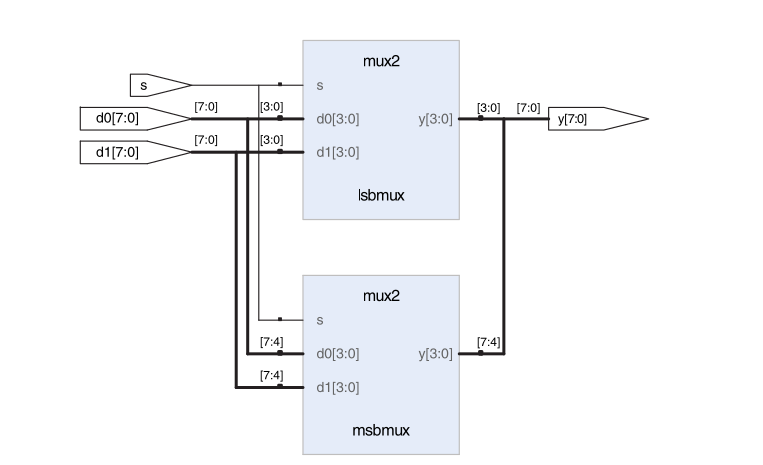 mux2
s
s
[7:0]
[3:0]
[3:0]
[7:0]
d0[7:0]
d0[3:0]
y[3:0]
y[7:0]
[7:0]
[3:0]
d1[7:0]
d1[3:0]
lsbmux
mux2
s
[7:4]
[7:4]
d0[3:0]
y[3:0]
[7:4]
d1[3:0]
msbmux